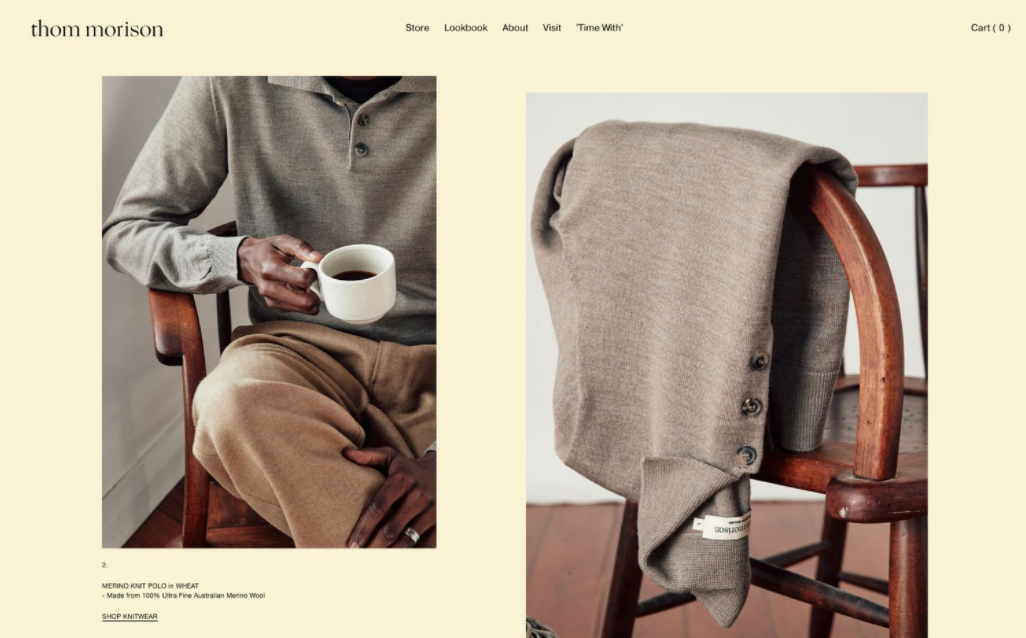 thom morison
Store Lookbook About Visit 'Time With'
Cart ( 0 )
morison
2.
MERINO KNIT POLO in WHEAT
- Made from 100% Ultra Fine Australian Merino Wool
SHOP KNITWEAR